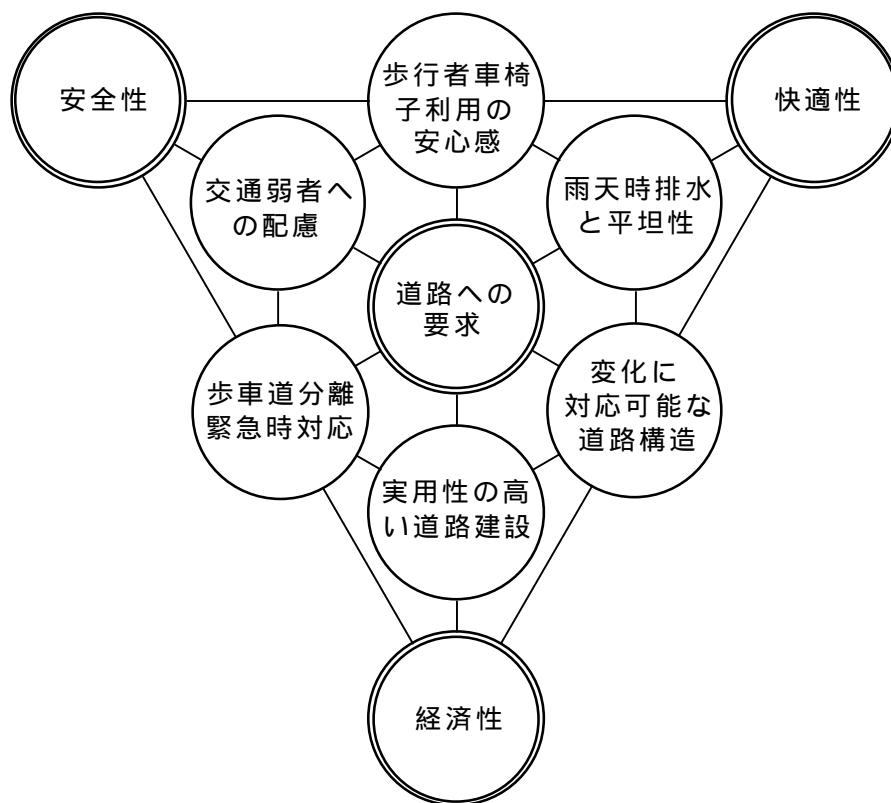 安全性
歩行者車椅
子利用の
安心感
快適性
交通弱者へ
の配慮
雨天時排水
と平坦性
道路への
要求
歩車道分離
緊急時対応
変化に
対応可能な
道路構造
実用性の高
い道路建設
経済性